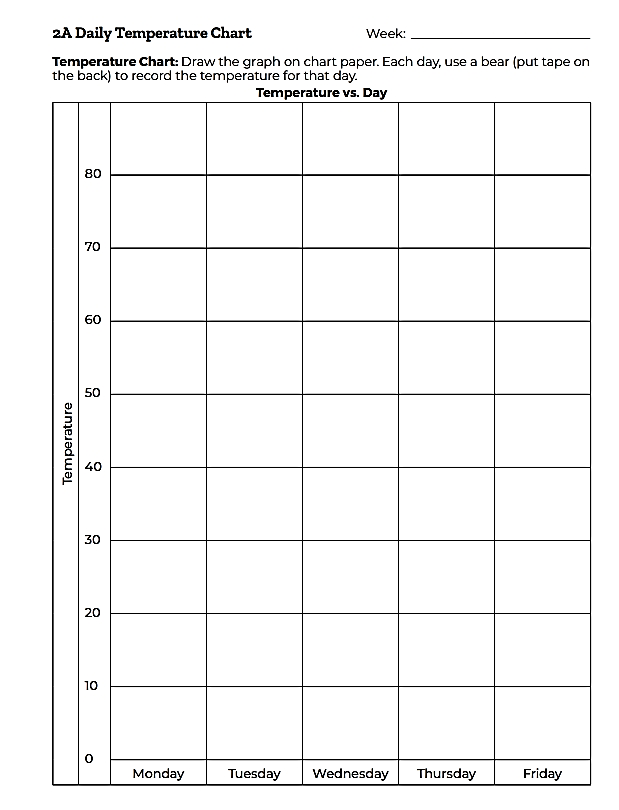 2A Daily Temperature Chart Week:
Temperature Chart: Draw the graph on chart paper. Each day, use a bear (put tape on
the back) to record the temperature for that day.
Temperature vs. Day
80
70
60
50
Temperature
40
30
20
10
0
Monday Tuesday Wednesday Thursday Friday